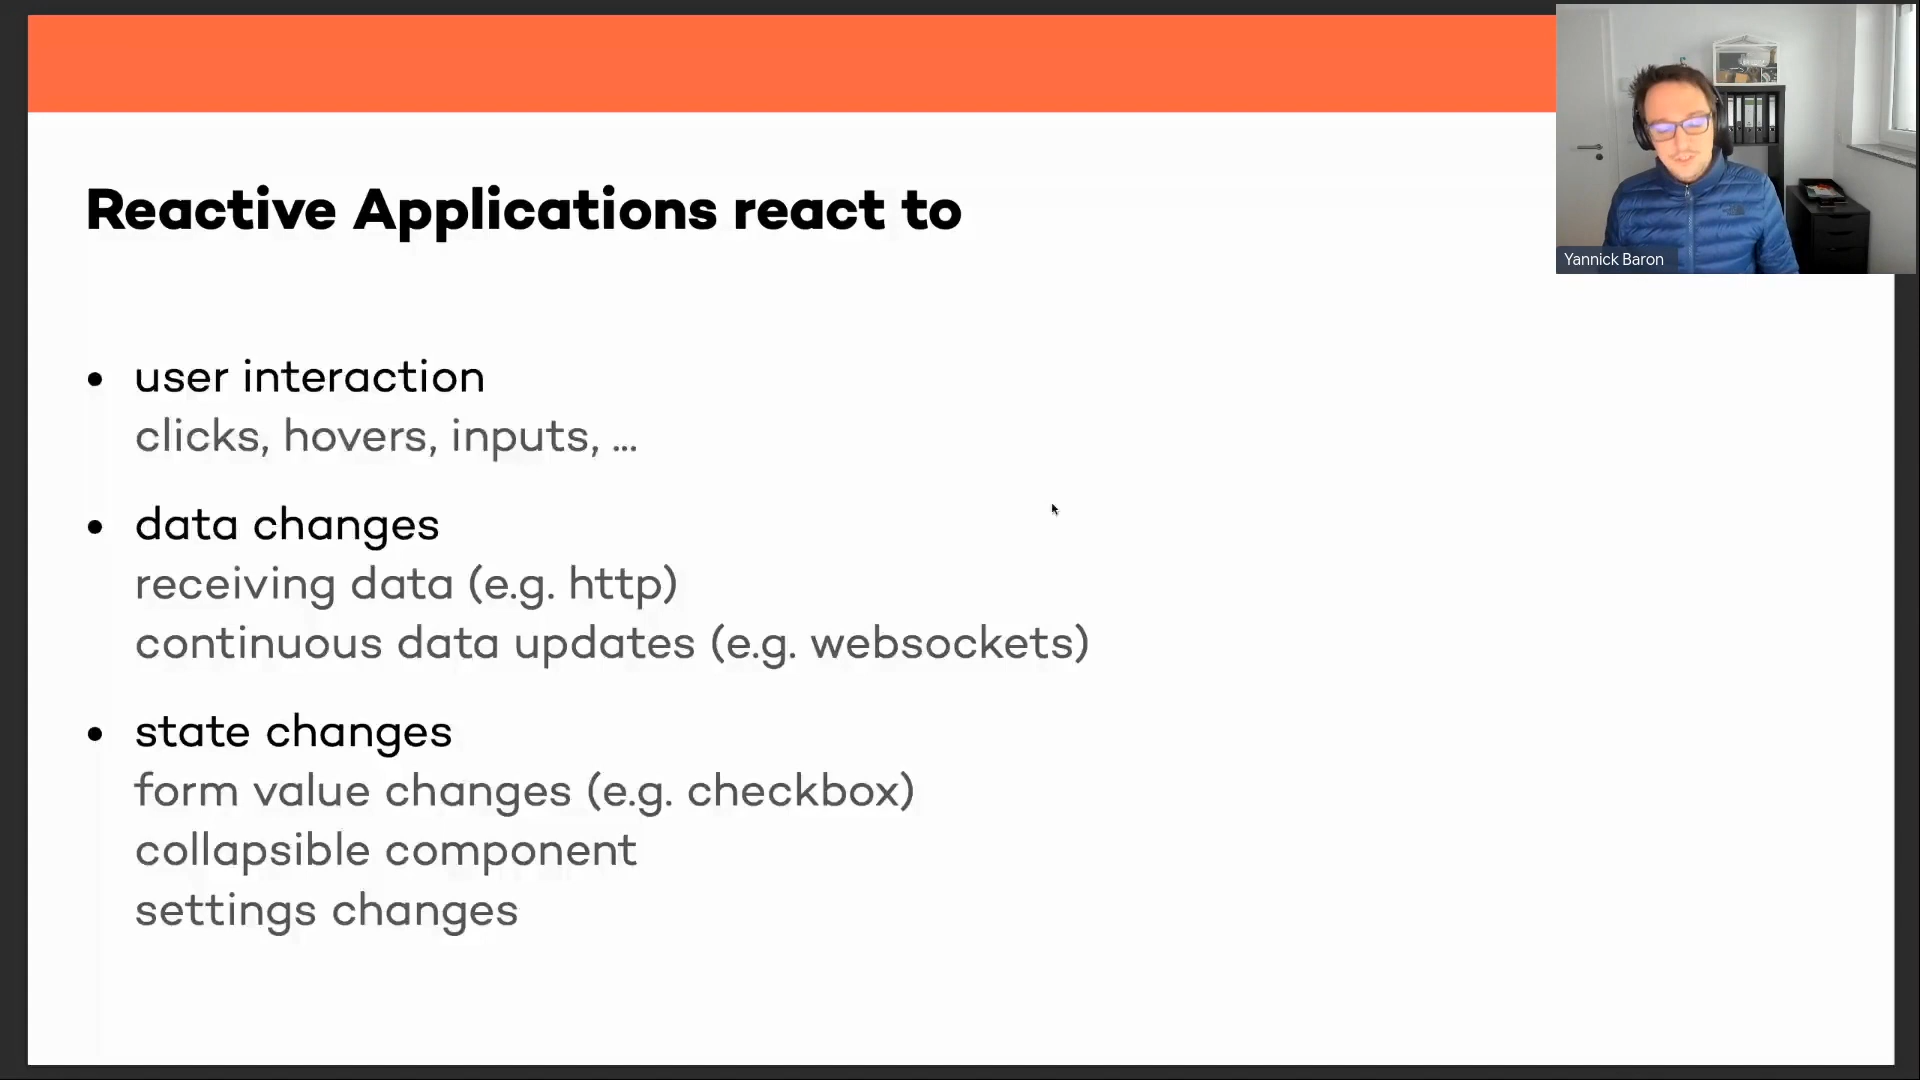 Reactive Applications react to
• user interaction
clicks, hovers, inputs, ...
• data changes
receiving data (e.g. http)
continuous data updates (e.g. websockets)
• state changes
form value changes (e.g. checkbox)
collapsible component
settings changes
Yannick Baron